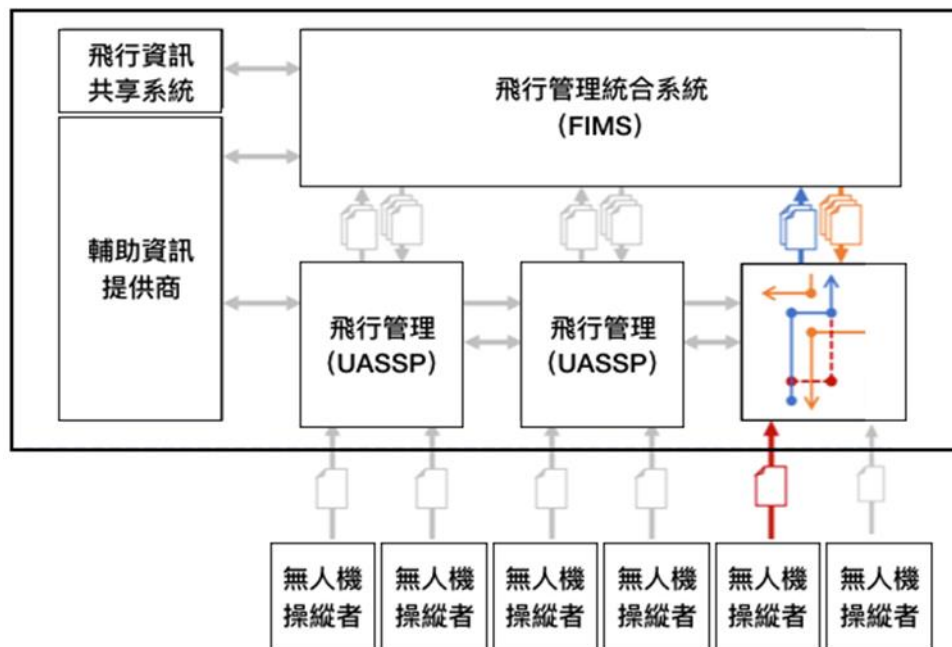 飛行資訊
共享系統
飛行管理統合系統
(FIMS)
輔助資訊
提供商
飛行管理
(UASSP)
飛行管理
(UASSP)
無人機
操縱者
無人機
操縱者
無人機
操縱者
無人機
操縱者
無人機
操縱者
無人機
操縱者